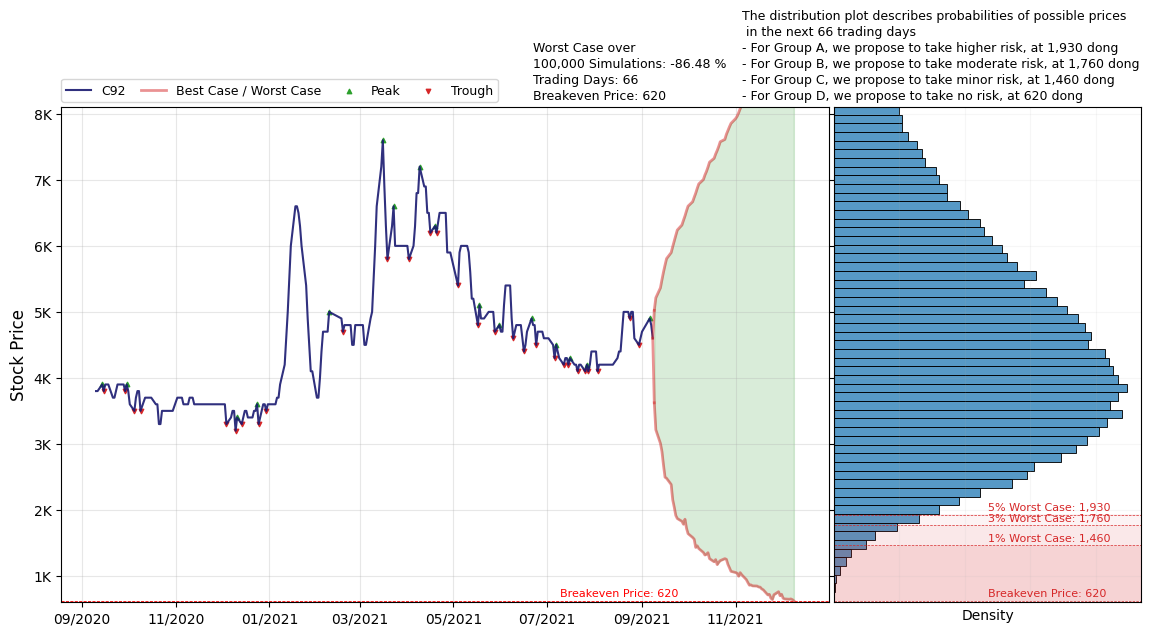 The distribution plot describes probabilities of possible prices
in the next 66 trading days
- For Group A, we propose to take higher risk, at 1,930 dong
- For Group B, we propose to take moderate risk, at 1,760 dong
- For Group C, we propose to take minor risk, at 1,460 dong
- For Group D, we propose to take no risk, at 620 dong
Worst Case over
100,000 Simulations: -86.48 %
Trading Days: 66
Breakeven Price: 620
C92
Best Case / Worst Case
Peak
Trough
Stock Price
8K
7K
6K
5K
4K
3K
2K
1K
09/2020
11/2020
01/2021
03/2021
05/2021
07/2021
09/2021
11/2021
Breakeven Price: 620
5% Worst Case: 1,930
3% Worst Case: 1,760
1% Worst Case: 1,460
Breakeven Price: 620
Density